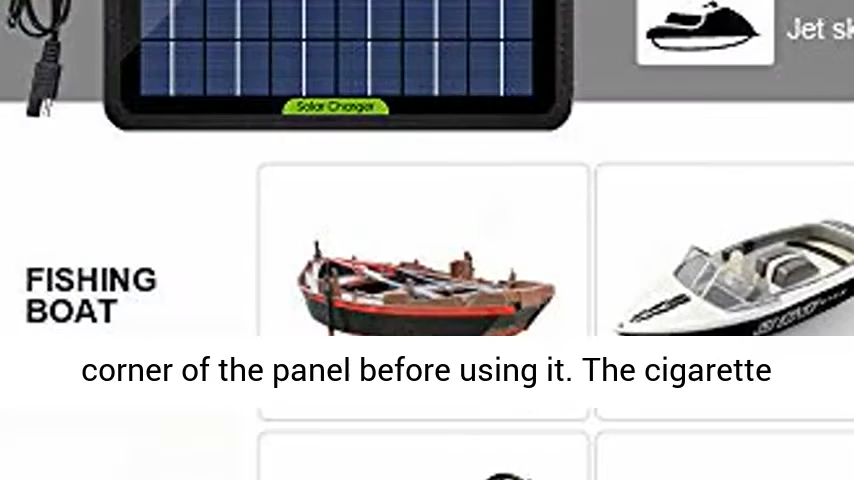 Jet sk
Solar Charger
FISHING
BOAT
corner of the panel before using it. The cigarette